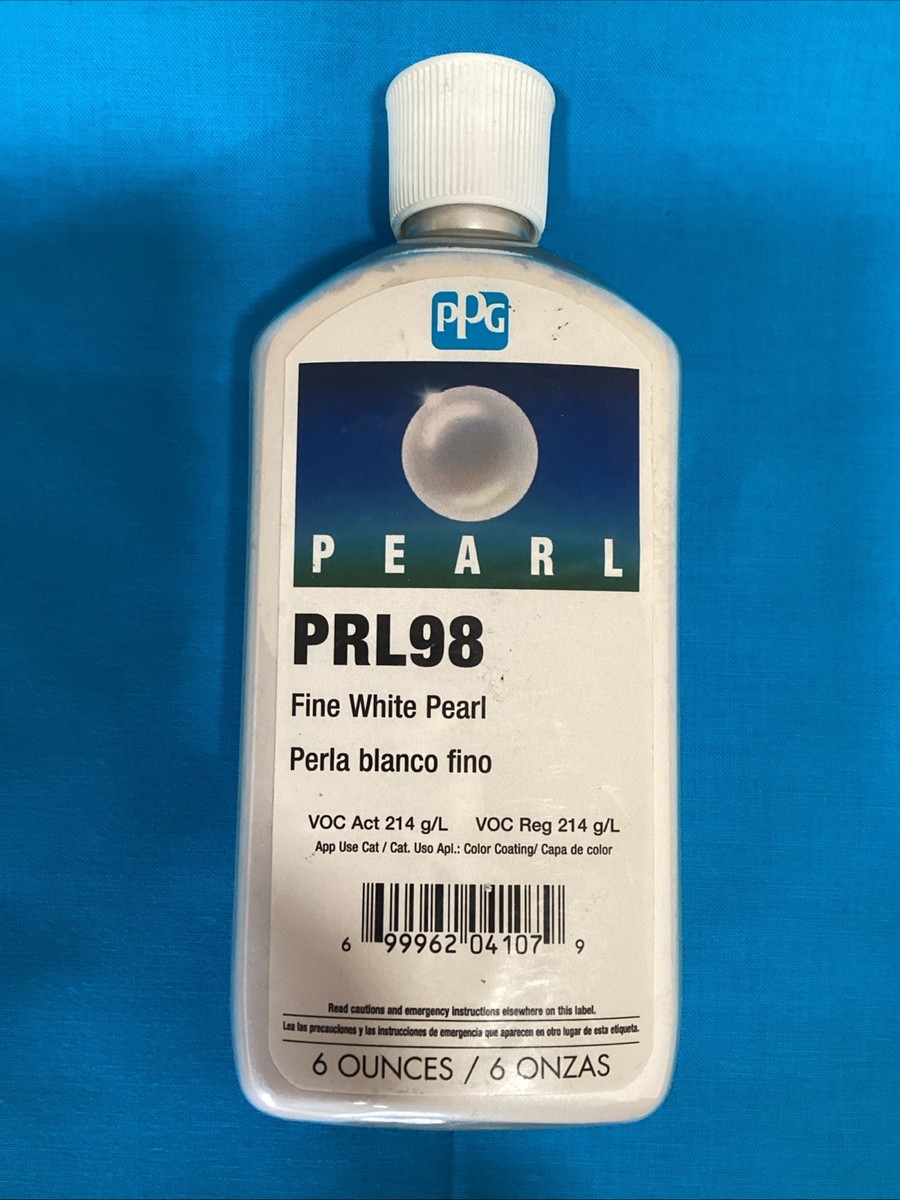 PPG
PEARL
PRL98
Fine White Pearl
Perla blanco fino
VOC Act 214 g/L VOC Reg 214 g/L
App Use Cat / Cat. Uso Apl.: Color Coating/ Capa de color
6 99962 04107 9
Read cautions and emergency instructions elsewhere on this label.
Lea las precauciones y las instrucciones de emergencia que aparecen en otro lugar de esta etiqueta.
6 OUNCES / 6 ONZAS